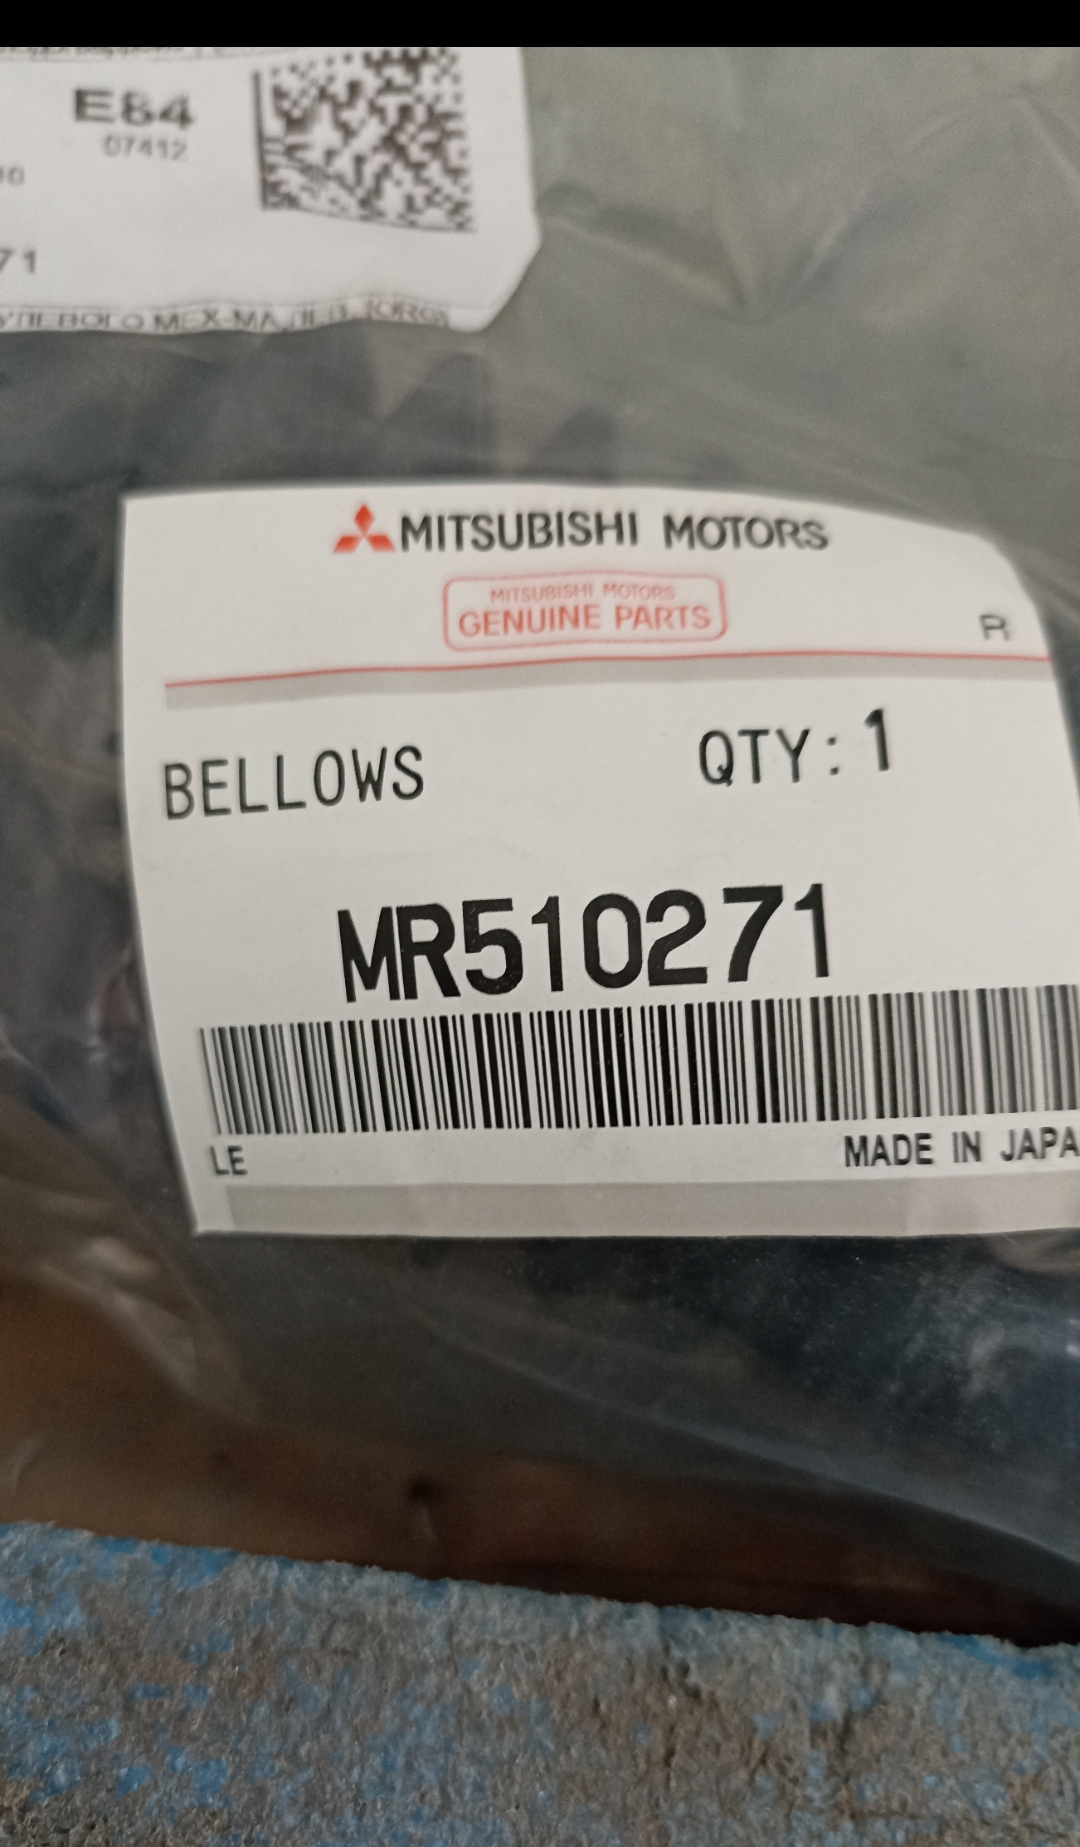 E84
07412
71
MITSUBISHI MOTORS
MITSUBISHI MOTORS
GENUINE PARTS
R
BELLOWS QTY: 1
MR510271
LE MADE IN JAPA